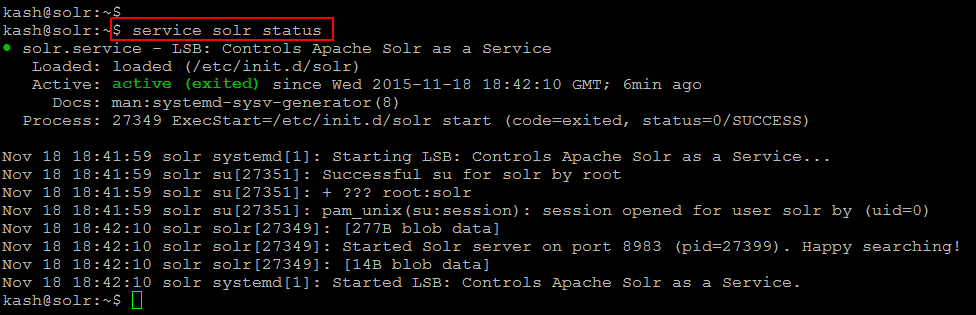 kash@solr:~$
kash@solr:~$ service solr status
● solr.service - LSB: Controls Apache Solr as a Service
   Loaded: loaded (/etc/init.d/solr)
   Active: active (exited) since Wed 2015-11-18 18:42:10 GMT; 6min ago
     Docs: man:systemd-sysv-generator(8)
  Process: 27349 ExecStart=/etc/init.d/solr start (code=exited, status=0/SUCCESS)
Nov 18 18:41:59 solr systemd[1]: Starting LSB: Controls Apache Solr as a Service...
Nov 18 18:41:59 solr su[27351]: Successful su for solr by root
Nov 18 18:41:59 solr su[27351]: + ??? root:solr
Nov 18 18:41:59 solr su[27351]: pam_unix(su:session): session opened for user solr by (uid=0)
Nov 18 18:42:10 solr solr[27349]: [277B blob data]
Nov 18 18:42:10 solr solr[27349]: Started Solr server on port 8983 (pid=27399). Happy searching!
Nov 18 18:42:10 solr solr[27349]: [14B blob data]
Nov 18 18:42:10 solr systemd[1]: Started LSB: Controls Apache Solr as a Service.
kash@solr:~$